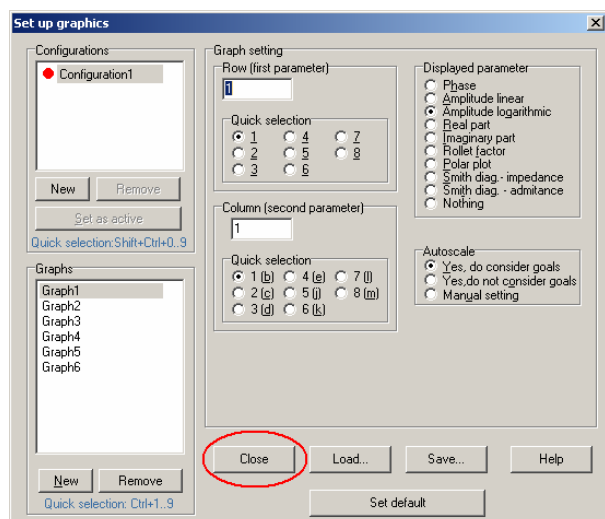 Set up graphics
Configurations
Configuration1
New Remove
Set as active
Quick selection:Shift+Ctrl+0..9
Graphs
Graph1
Graph2
Graph3
Graph4
Graph5
Graph6
New Remove
Quick selection: Ctrl+1..9
Graph setting
Row (first parameter)
1
Quick selection
1 4 7
2 5 8
3 6
Column (second parameter)
1
Quick selection
1 (b) 4 (e) 7 (l)
2 (c) 5 (j) 8 (m)
3 (d) 6 (k)
Displayed parameter
Phase
Amplitude linear
Amplitude logarithmic
Real part
Imaginary part
Rollet factor
Polar plot
Smith diag.- impedance
Smith diag. - admitance
Nothing
Autoscale
Yes, do consider goals
Yes,do not consider goals
Manual setting
Close Load... Save... Help
Set default